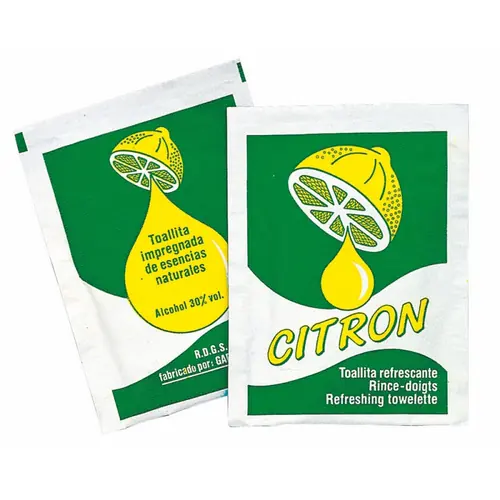 Toallita
impregnada
de esencias
naturales
Alcohol 30% vol.
R.D.G.S.
fabricado por:
CITRON
Toallita refrescante
Rince-doigts
Refreshing towelette